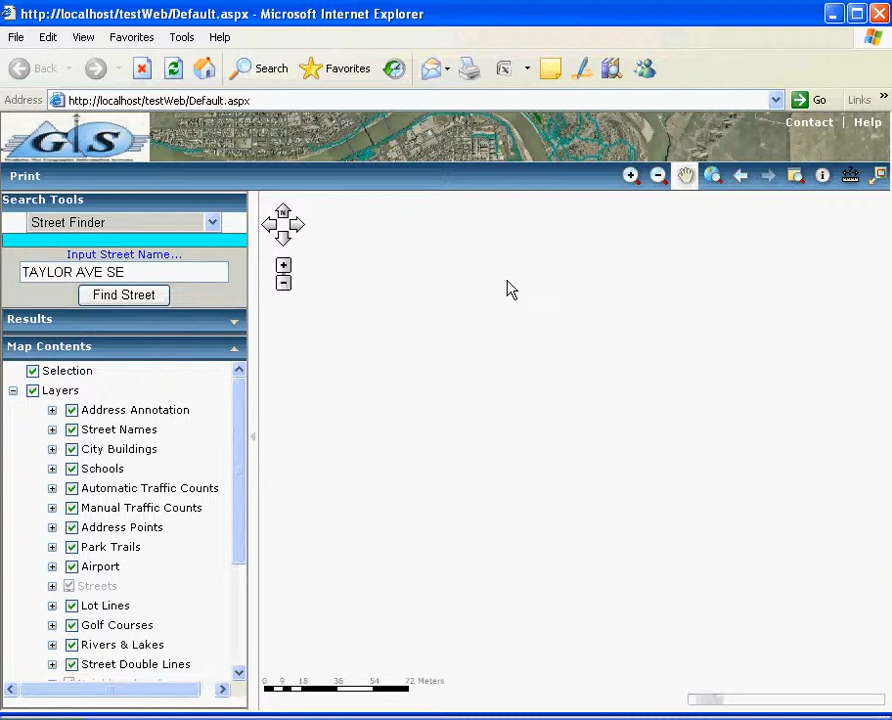 http://localhost/testWeb/Default.aspx - Microsoft Internet Explorer
File Edit View Favorites Tools Help
Back Search Favorites
Address http://localhost/testWeb/Default.aspx Go Links »
GIS Contact Help
Print
Search Tools
Street Finder
Input Street Name...
TAYLOR AVE SE
Find Street
Results
Map Contents
Selection
Layers
Address Annotation
Street Names
City Buildings
Schools
Automatic Traffic Counts
Manual Traffic Counts
Address Points
Park Trails
Airport
Streets
Lot Lines
Golf Courses
Rivers & Lakes
Street Double Lines
N
0 9 18 36 54 72 Meters